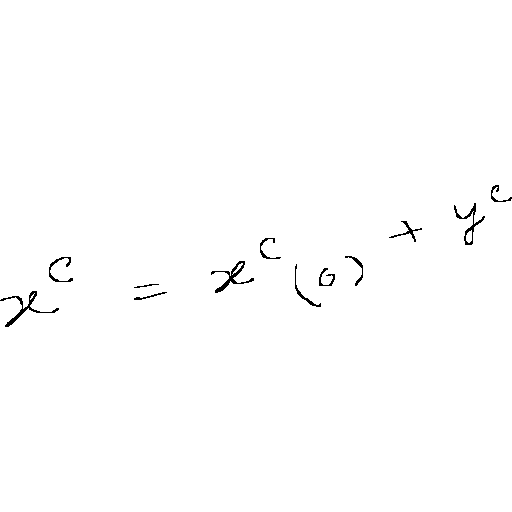 x^c = x^c(0) + y^c